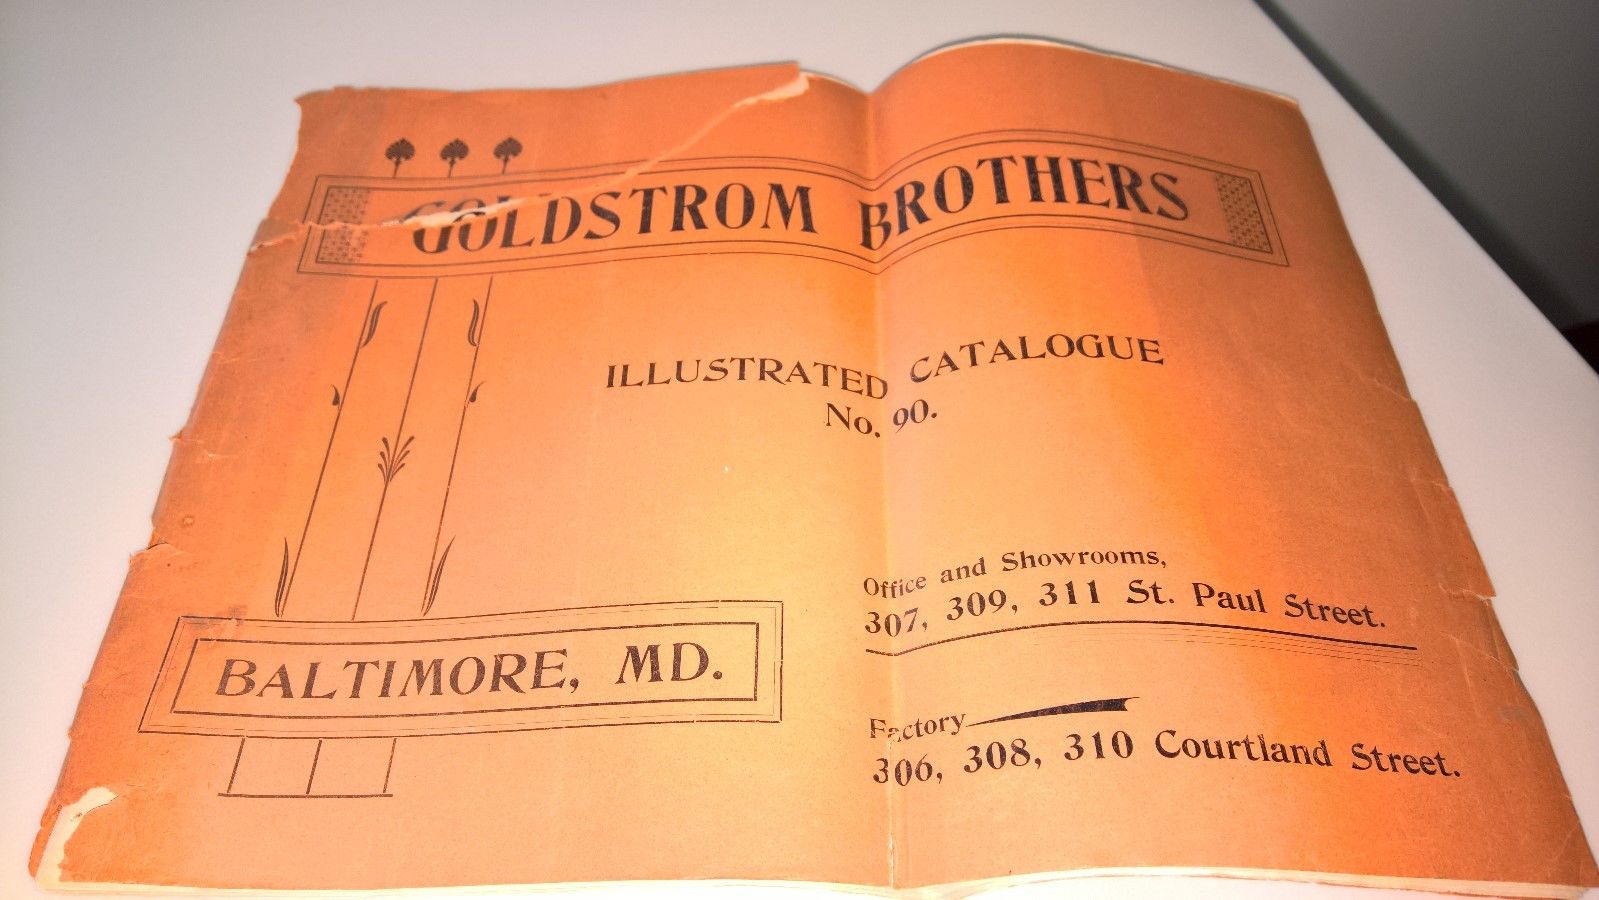 GOLDSTROM BROTHERS
ILLUSTRATED CATALOGUE
No. 90.
Office and Showrooms,
307, 309, 311 St. Paul Street.
BALTIMORE, MD.
Factory
306, 308, 310 Courtland Street.